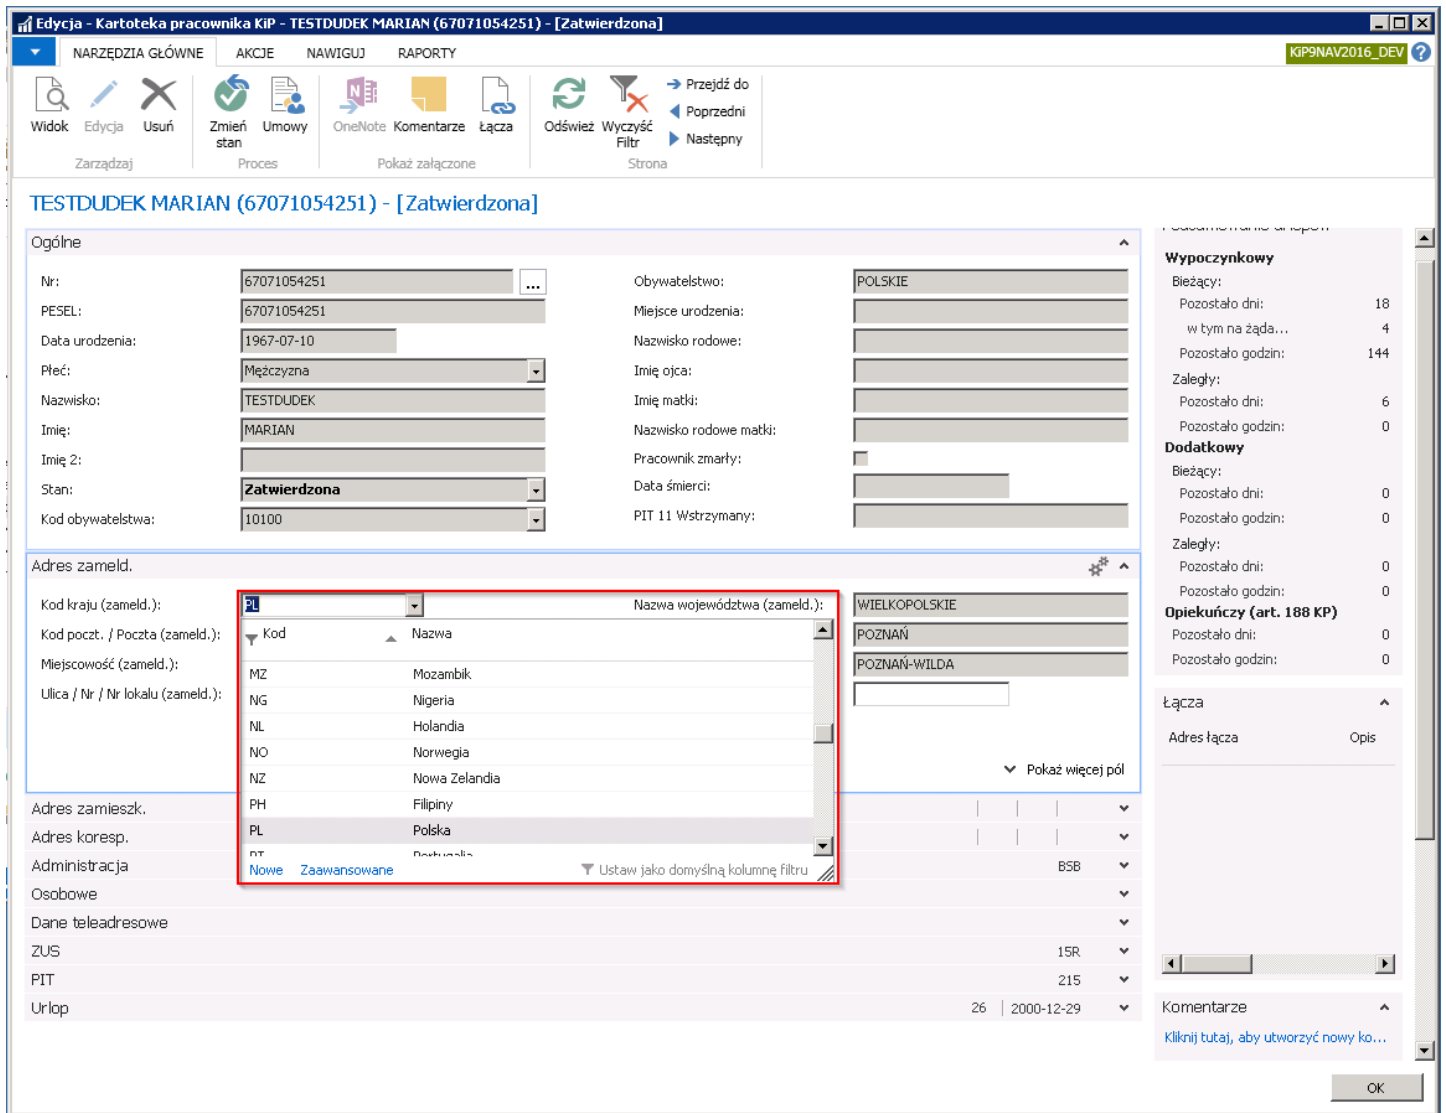 Edycja - Kartoteka pracownika KiP - TESTDUDEK MARIAN (67071054251) - [Zatwierdzona]
NARZĘDZIA GŁÓWNE AKCJE NAWIGUJ RAPORTY KiP9NAV2016_DEV
Widok Edycja Usuń Zmień stan Umowy OneNote Komentarze Łącza Odśwież Wyczyść Filtr
Przejdź do
Poprzedni
Następny
Zarządzaj Proces Pokaż załączone Strona
TESTDUDEK MARIAN (67071054251) - [Zatwierdzona]
Ogólne
Nr: 67071054251 ...
PESEL: 67071054251
Data urodzenia: 1967-07-10
Płeć: Mężczyzna
Nazwisko: TESTDUDEK
Imię: MARIAN
Imię 2:
Stan: Zatwierdzona
Kod obywatelstwa: 10100
Obywatelstwo: POLSKIE
Miejsce urodzenia:
Nazwisko rodowe:
Imię ojca:
Imię matki:
Nazwisko rodowe matki:
Pracownik zmarły:
Data śmierci:
PIT 11 Wstrzymany:
Adres zameld.
Kod kraju (zameld.): PL
Kod poczt. / Poczta (zameld.):
Miejscowość (zameld.):
Ulica / Nr / Nr lokalu (zameld.):
Nazwa województwa (zameld.): WIELKOPOLSKIE
POZNAŃ
POZNAŃ-WILDA
Kod Nazwa
MZ Mozambik
NG Nigeria
NL Holandia
NO Norwegia
NZ Nowa Zelandia
PH Filipiny
PL Polska
PT Portugalia
Nowe Zaawansowane Ustaw jako domyślną kolumnę filtru
Pokaż więcej pól
Adres zamieszk.
Adres koresp.
Administracja BSB
Osobowe
Dane teleadresowe
ZUS 15R
PIT 215
Urlop 26 2000-12-29
Wypoczynkowy
Bieżący:
Pozostało dni: 18
w tym na żąda... 4
Pozostało godzin: 144
Zaległy:
Pozostało dni: 6
Pozostało godzin: 0
Dodatkowy
Bieżący:
Pozostało dni: 0
Pozostało godzin: 0
Zaległy:
Pozostało dni: 0
Pozostało godzin: 0
Opiekuńczy (art. 188 KP)
Pozostało dni: 0
Pozostało godzin: 0
Łącza
Adres łącza Opis
Komentarze
Kliknij tutaj, aby utworzyć nowy ko...
OK